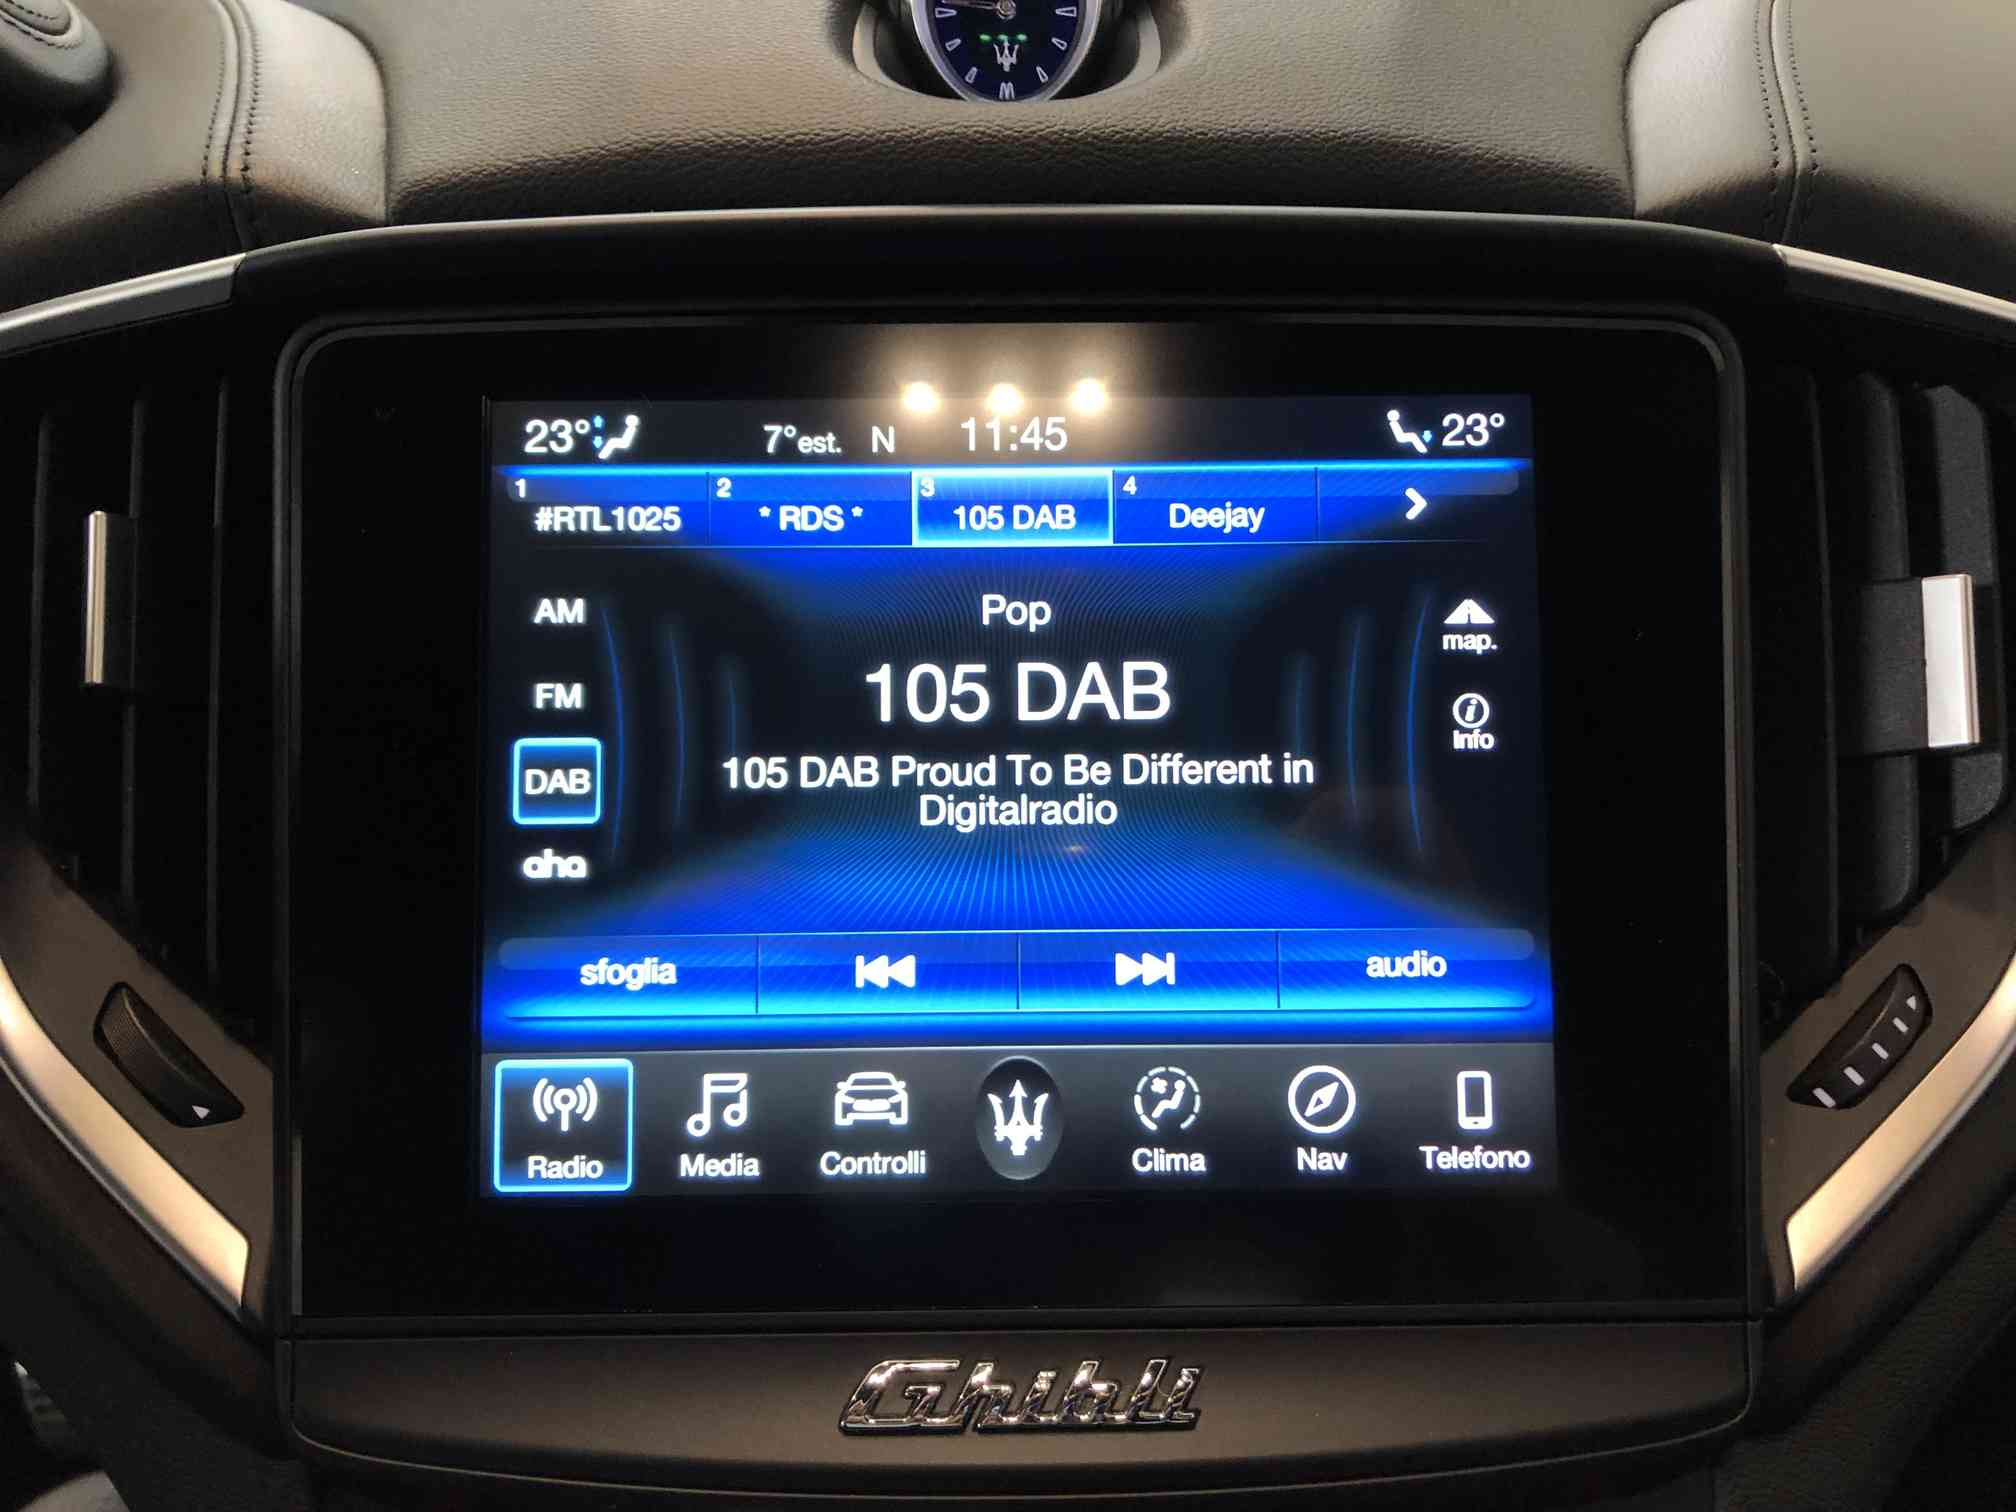 23° 7°est. N 11:45 23°
1 2 3 4
#RTL1025 * RDS * 105 DAB Deejay
AM
Pop
map.
FM
105 DAB
Info
DAB
105 DAB Proud To Be Different in
Digitalradio
aha
sfoglia audio
Radio Media Controlli Clima Nav Telefono
Ghibli